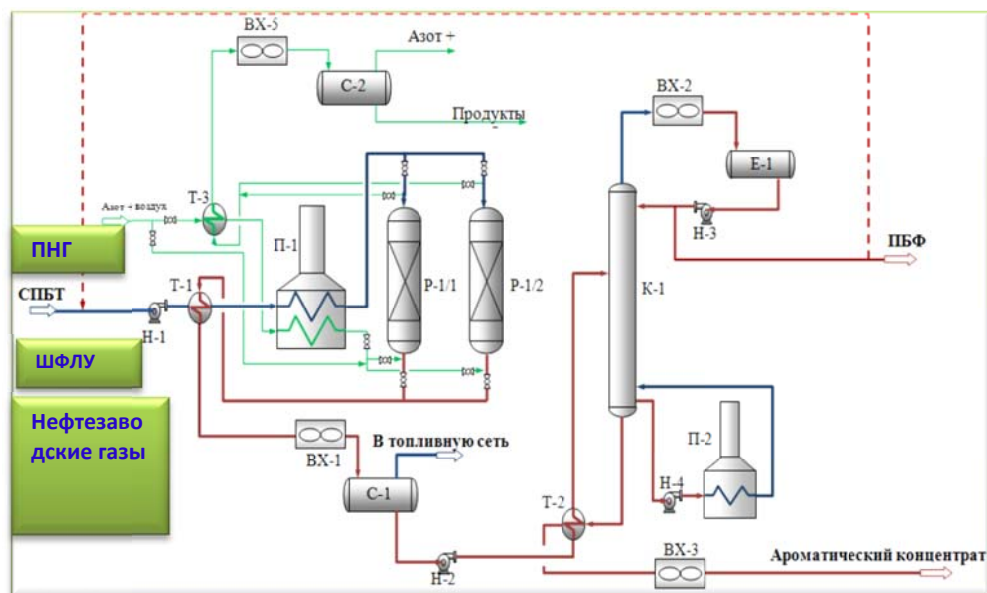 ВХ-5
Азот +
С-2
Продукты
ВХ-2
Е-1
Н-3
ПБФ
Азот + воздух
Т-3
ПНГ
П-1
Р-1/1
Р-1/2
К-1
СПБТ
Т-1
Н-1
ШФЛУ
Нефтезаво
дские газы
ВХ-1
В топливную сеть
С-1
Н-2
Т-2
П-2
Н-4
ВХ-3
Ароматический концентрат